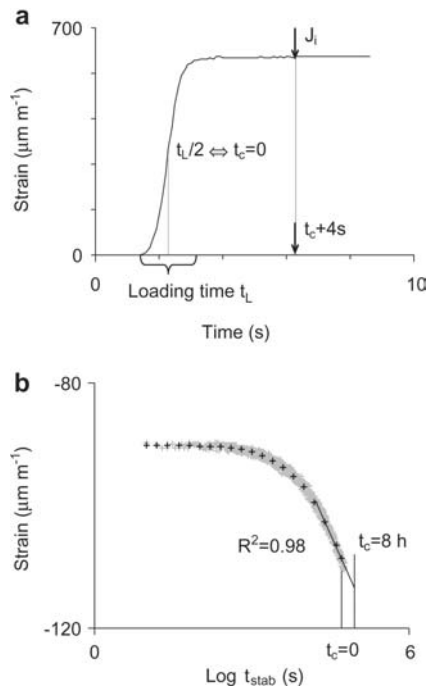 a
700
J_i
Strain (μm m⁻¹)
t_L/2 ⇔ t_c=0
t_c+4s
0
0
10
Loading time t_L
Time (s)
b
-80
Strain (μm m⁻¹)
R²=0.98
t_c=8 h
-120
0
6
t_c=0
Log t_stab (s)